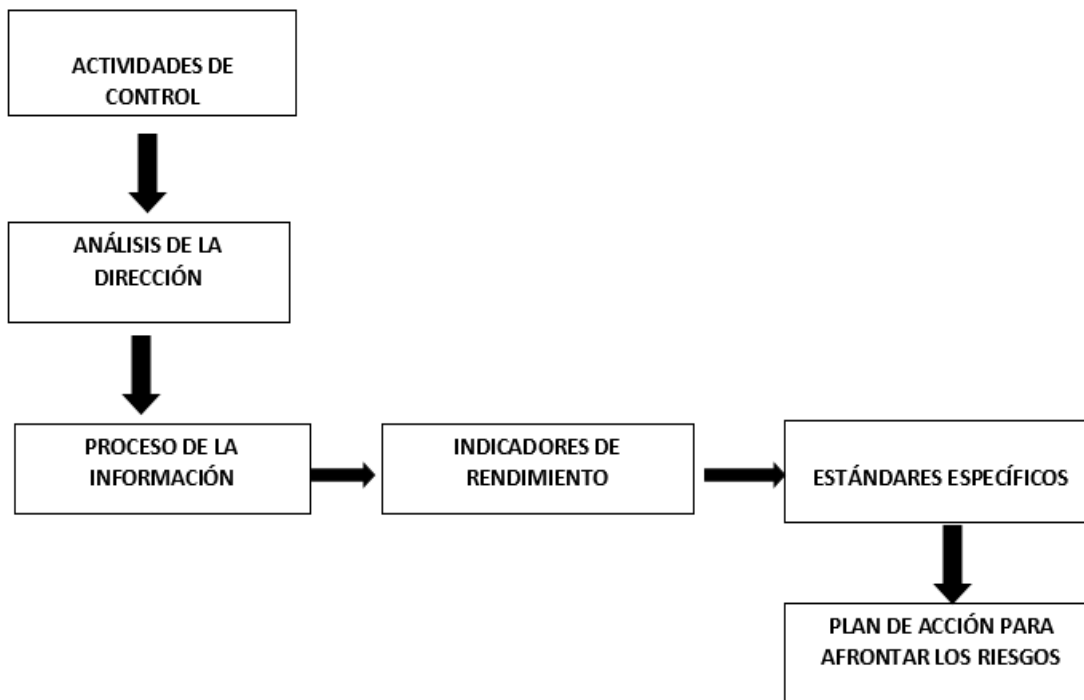 ACTIVIDADES DE
CONTROL
ANÁLISIS DE LA
DIRECCIÓN
PROCESO DE LA
INFORMACIÓN
INDICADORES DE
RENDIMIENTO
ESTÁNDARES ESPECÍFICOS
PLAN DE ACCIÓN PARA
AFRONTAR LOS RIESGOS